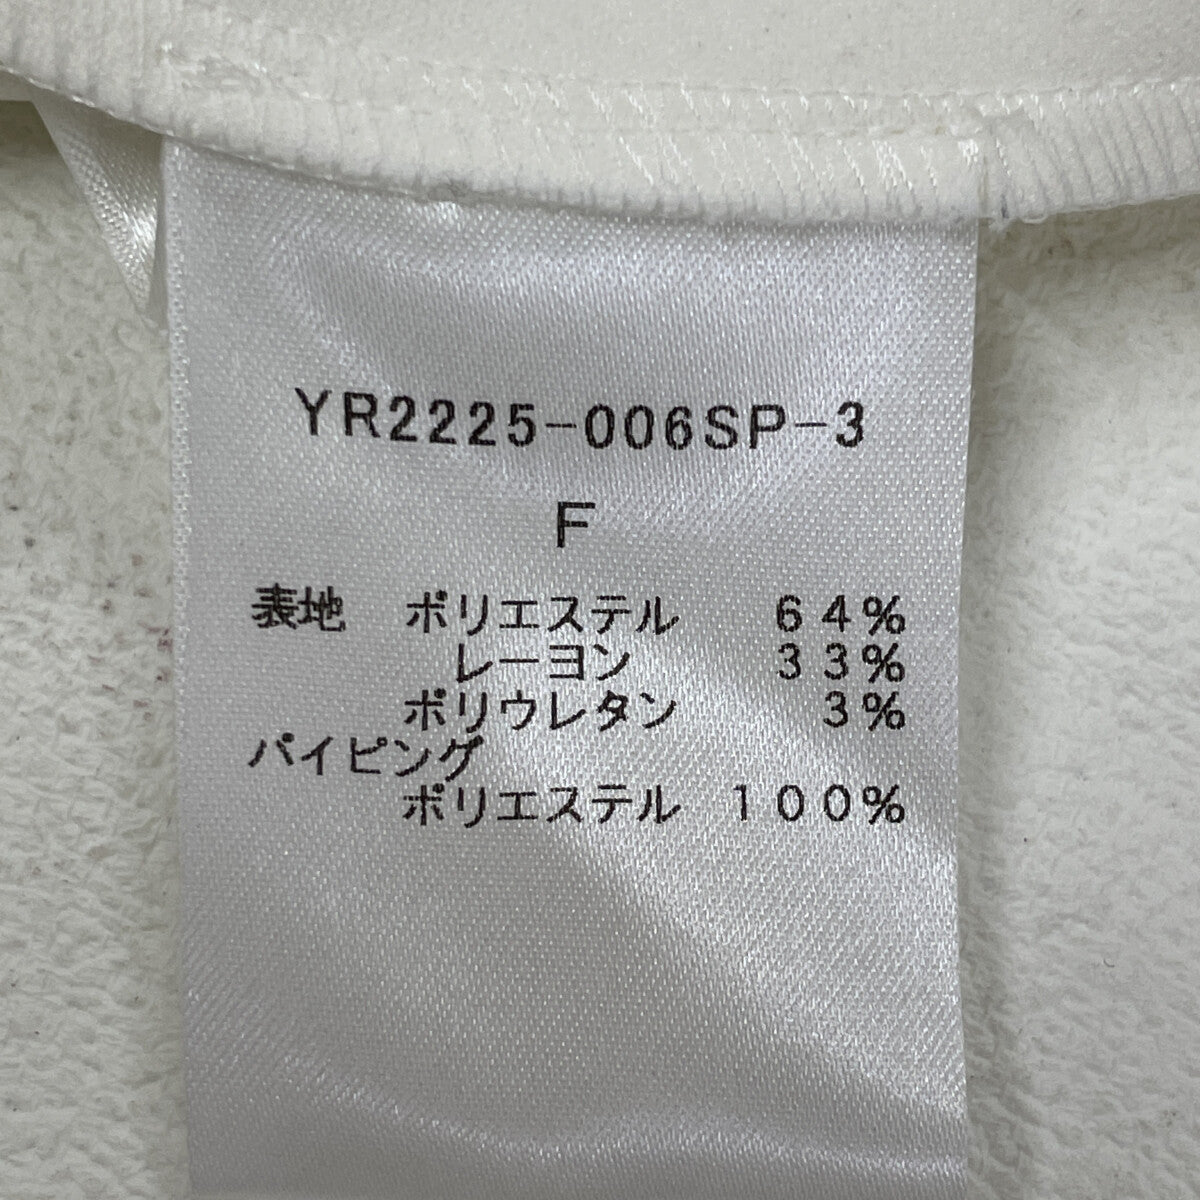 YR2225-006SP-3
F
表地 ポリエステル 64%
レーヨン 33%
ポリウレタン 3%
パイピング
ポリエステル 100%